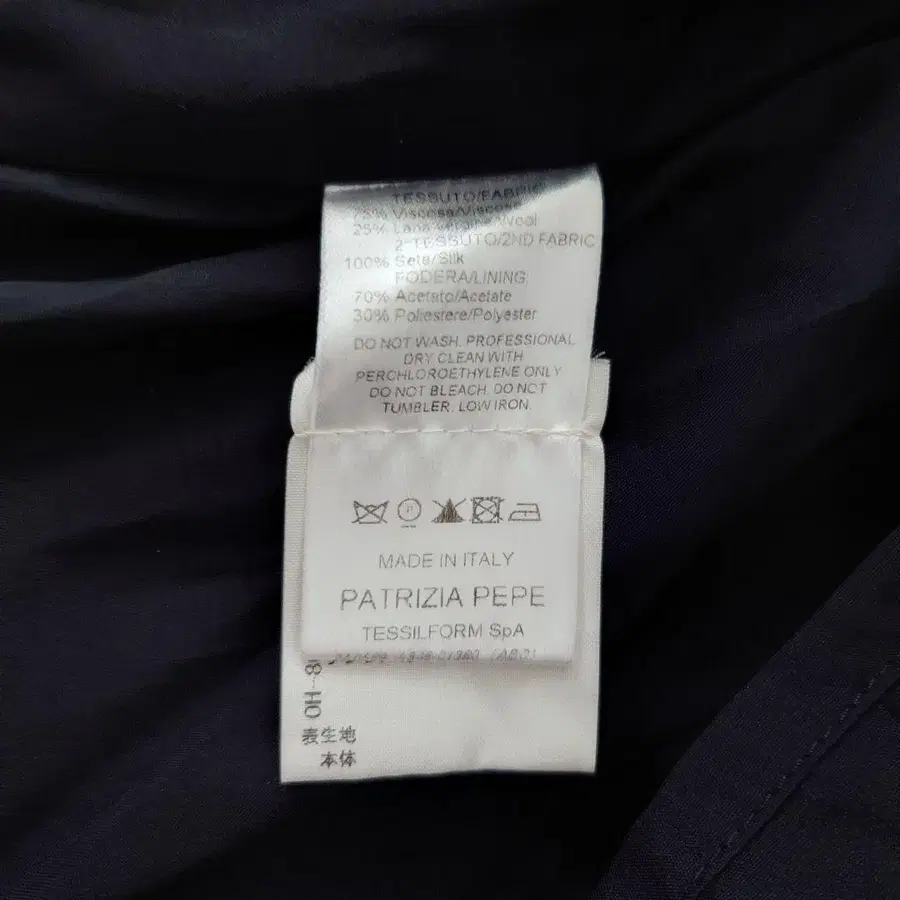 TESSUTO/FABRIC
75% Viscosa/Viscose
25% Lana Vergine/Wool
2-TESSUTO/2ND FABRIC
100% Seta/Silk
FODERA/LINING
70% Acetato/Acetate
30% Poliestere/Polyester
DO NOT WASH. PROFESSIONAL
DRY CLEAN WITH
PERCHLOROETHYLENE ONLY
DO NOT BLEACH. DO NOT
TUMBLER. LOW IRON.
P
MADE IN ITALY
PATRIZIA PEPE
TESSILFORM SpA
表生地
本体